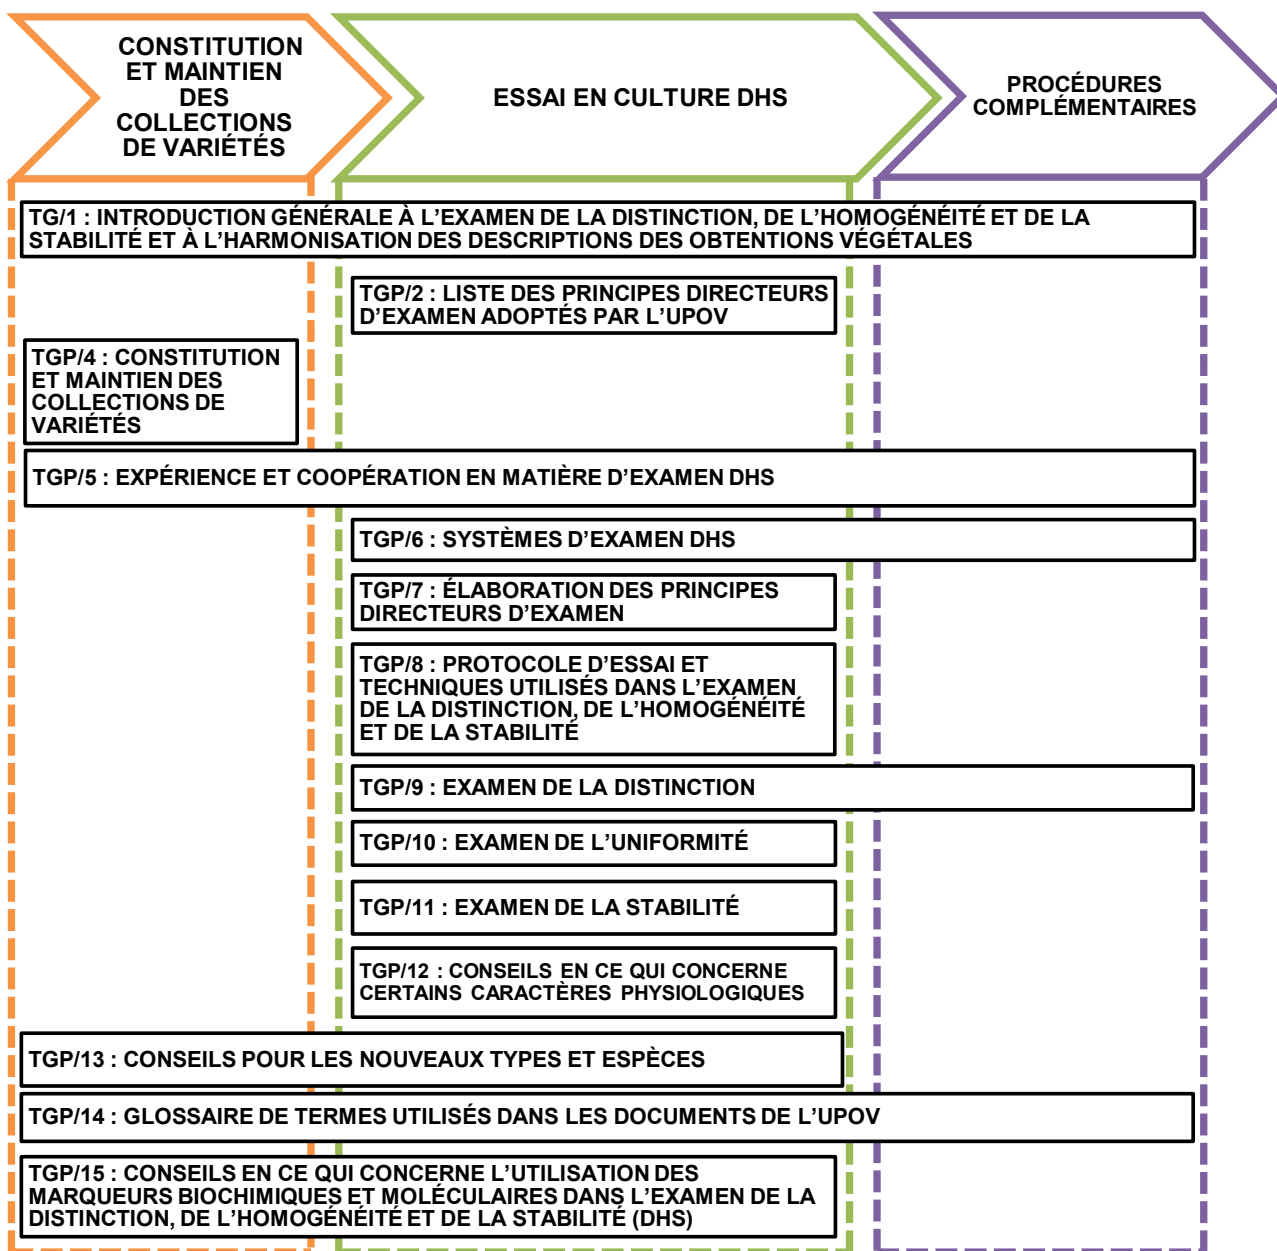 CONSTITUTION
ET MAINTIEN
DES
COLLECTIONS
DE VARIÉTÉS
ESSAI EN CULTURE DHS
PROCÉDURES
COMPLÉMENTAIRES
TG/1 : INTRODUCTION GÉNÉRALE À L’EXAMEN DE LA DISTINCTION, DE L’HOMOGÉNÉITÉ ET DE LA
STABILITÉ ET À L’HARMONISATION DES DESCRIPTIONS DES OBTENTIONS VÉGÉTALES
TGP/2 : LISTE DES PRINCIPES DIRECTEURS
D’EXAMEN ADOPTÉS PAR L’UPOV
TGP/4 : CONSTITUTION
ET MAINTIEN DES
COLLECTIONS DE
VARIÉTÉS
TGP/5 : EXPÉRIENCE ET COOPÉRATION EN MATIÈRE D’EXAMEN DHS
TGP/6 : SYSTÈMES D’EXAMEN DHS
TGP/7 : ÉLABORATION DES PRINCIPES
DIRECTEURS D’EXAMEN
TGP/8 : PROTOCOLE D’ESSAI ET
TECHNIQUES UTILISÉS DANS L’EXAMEN
DE LA DISTINCTION, DE L’HOMOGÉNÉITÉ
ET DE LA STABILITÉ
TGP/9 : EXAMEN DE LA DISTINCTION
TGP/10 : EXAMEN DE L’UNIFORMITÉ
TGP/11 : EXAMEN DE LA STABILITÉ
TGP/12 : CONSEILS EN CE QUI CONCERNE
CERTAINS CARACTÈRES PHYSIOLOGIQUES
TGP/13 : CONSEILS POUR LES NOUVEAUX TYPES ET ESPÈCES
TGP/14 : GLOSSAIRE DE TERMES UTILISÉS DANS LES DOCUMENTS DE L’UPOV
TGP/15 : CONSEILS EN CE QUI CONCERNE L’UTILISATION DES
MARQUEURS BIOCHIMIQUES ET MOLÉCULAIRES DANS L’EXAMEN DE LA
DISTINCTION, DE L’HOMOGÉNÉITÉ ET DE LA STABILITÉ (DHS)